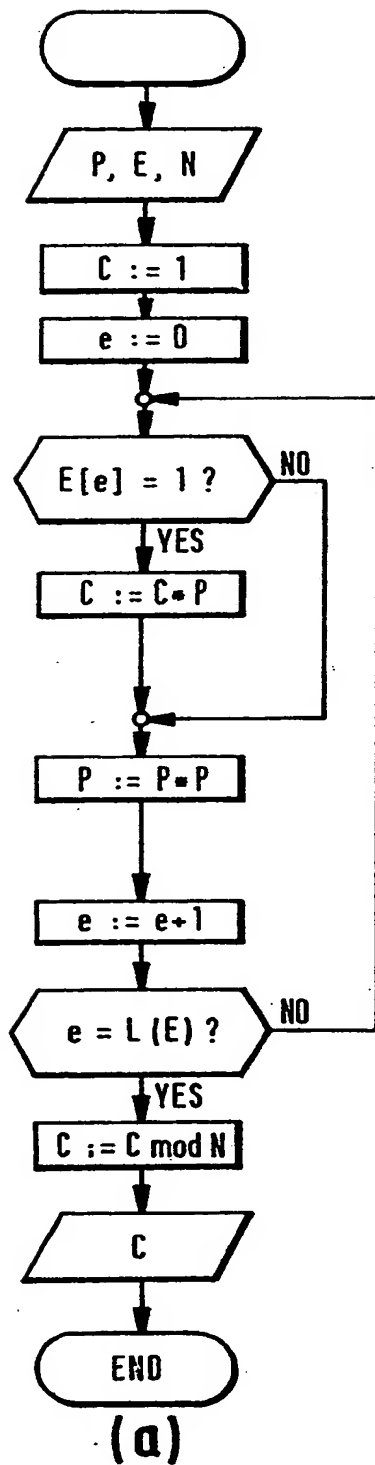 P, E, N
C := 1
e := 0
E[e] = 1 ?
NO
YES
C := C*P
P := P*P
e := e+1
e = L(E) ?
NO
YES
C := C mod N
C
END
(a)